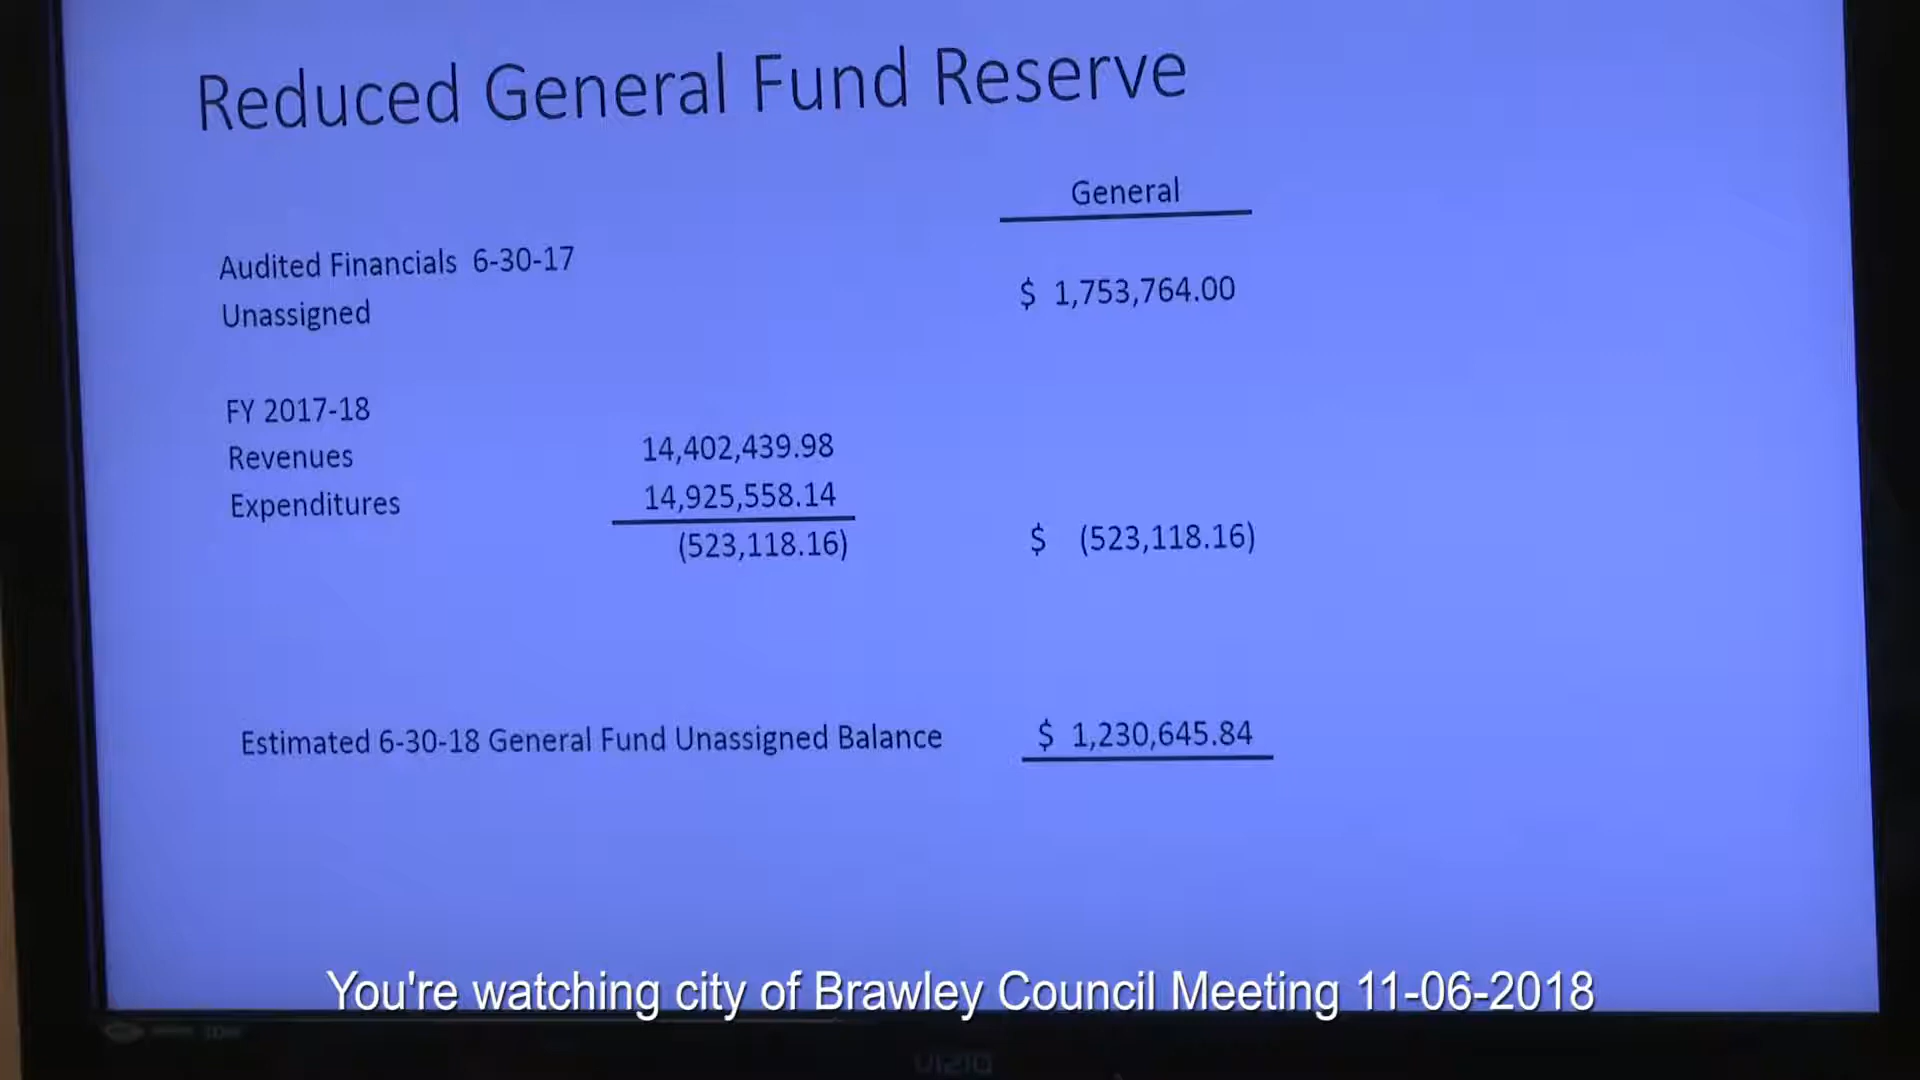 Reduced General Fund Reserve
General
Audited Financials 6-30-17
Unassigned
$ 1,753,764.00
FY 2017-18
Revenues 14,402,439.98
Expenditures 14,925,558.14
(523,118.16) $ (523,118.16)
Estimated 6-30-18 General Fund Unassigned Balance $ 1,230,645.84
You're watching city of Brawley Council Meeting 11-06-2018
VIZIO